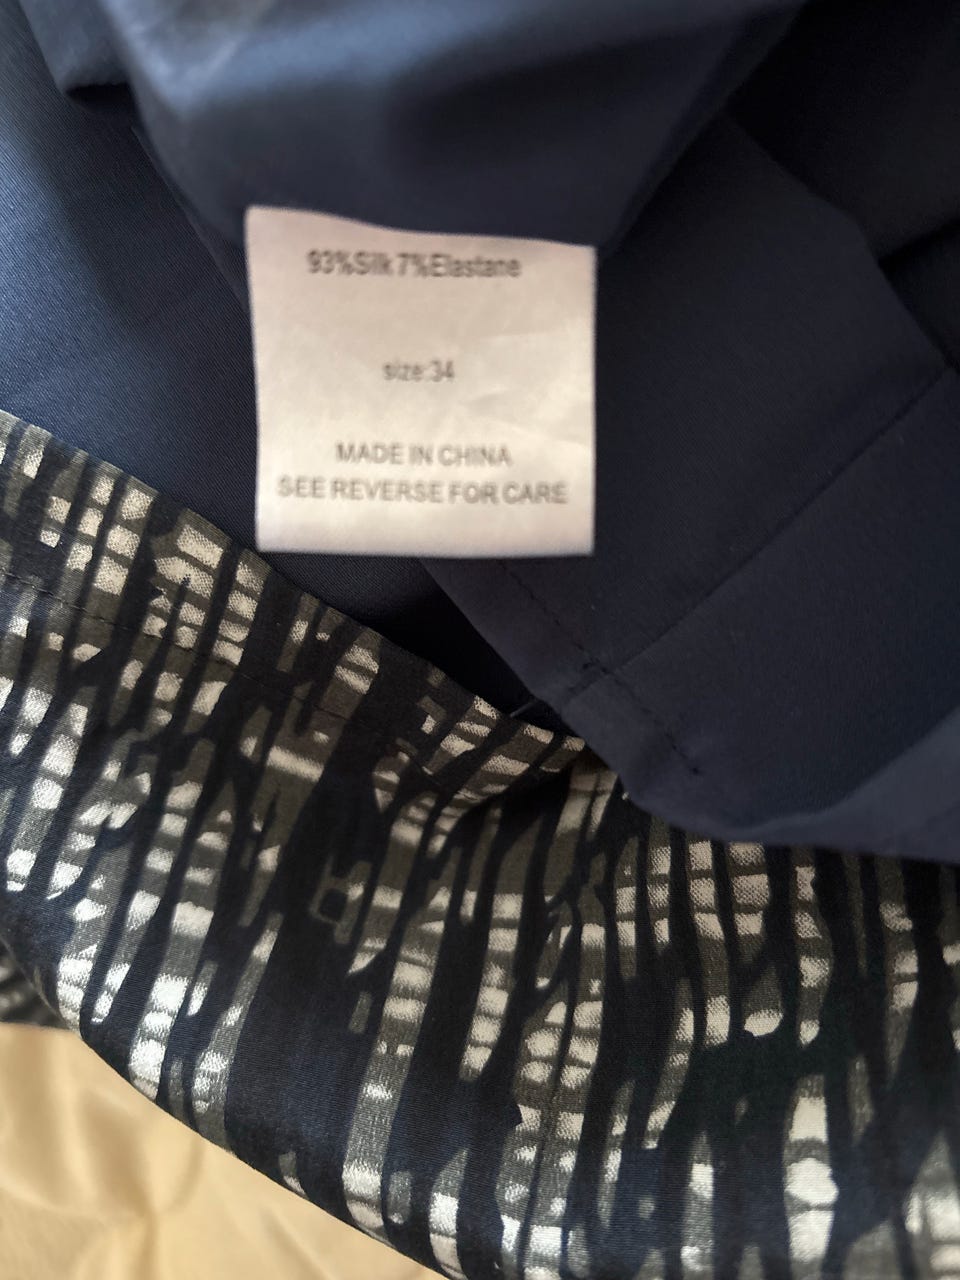 93%Silk 7%Elastane
size:34
MADE IN CHINA
SEE REVERSE FOR CARE